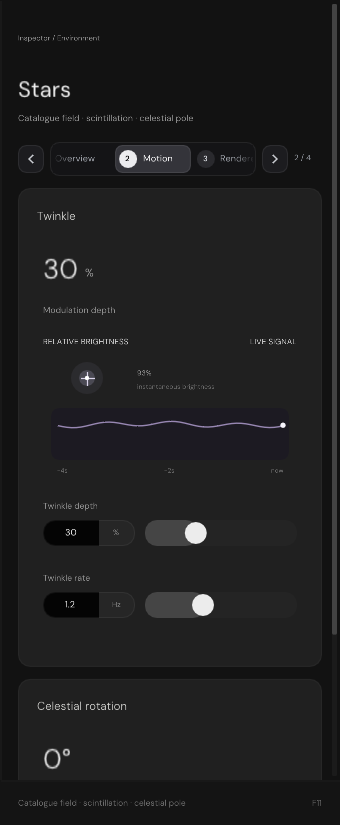 Inspector / Environment
Stars
Catalogue field · scintillation · celestial pole
Overview 2 Motion 3 Render 2 / 4
Twinkle
30 %
Modulation depth
RELATIVE BRIGHTNESS LIVE SIGNAL
93%
instantaneous brightness
-4s -2s now
Twinkle depth
30 %
Twinkle rate
1.2 Hz
Celestial rotation
0°
Catalogue field · scintillation · celestial pole F11